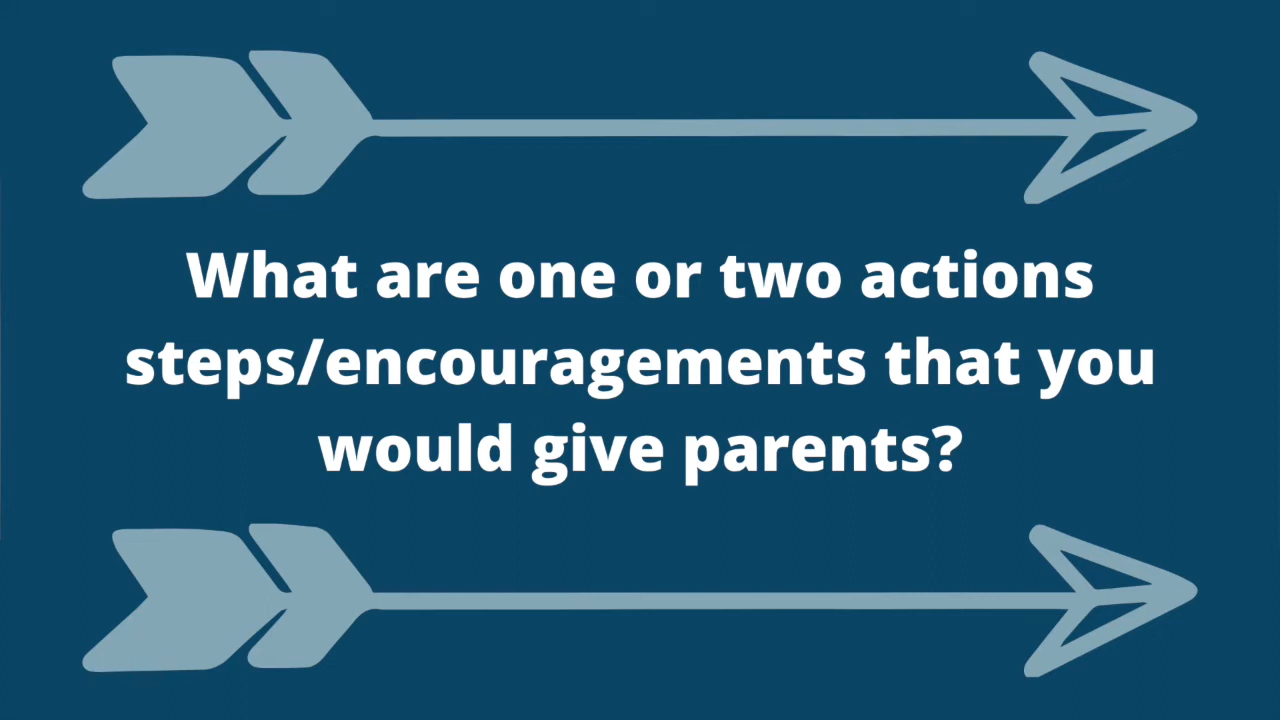 What are one or two actions
steps/encouragements that you
would give parents?